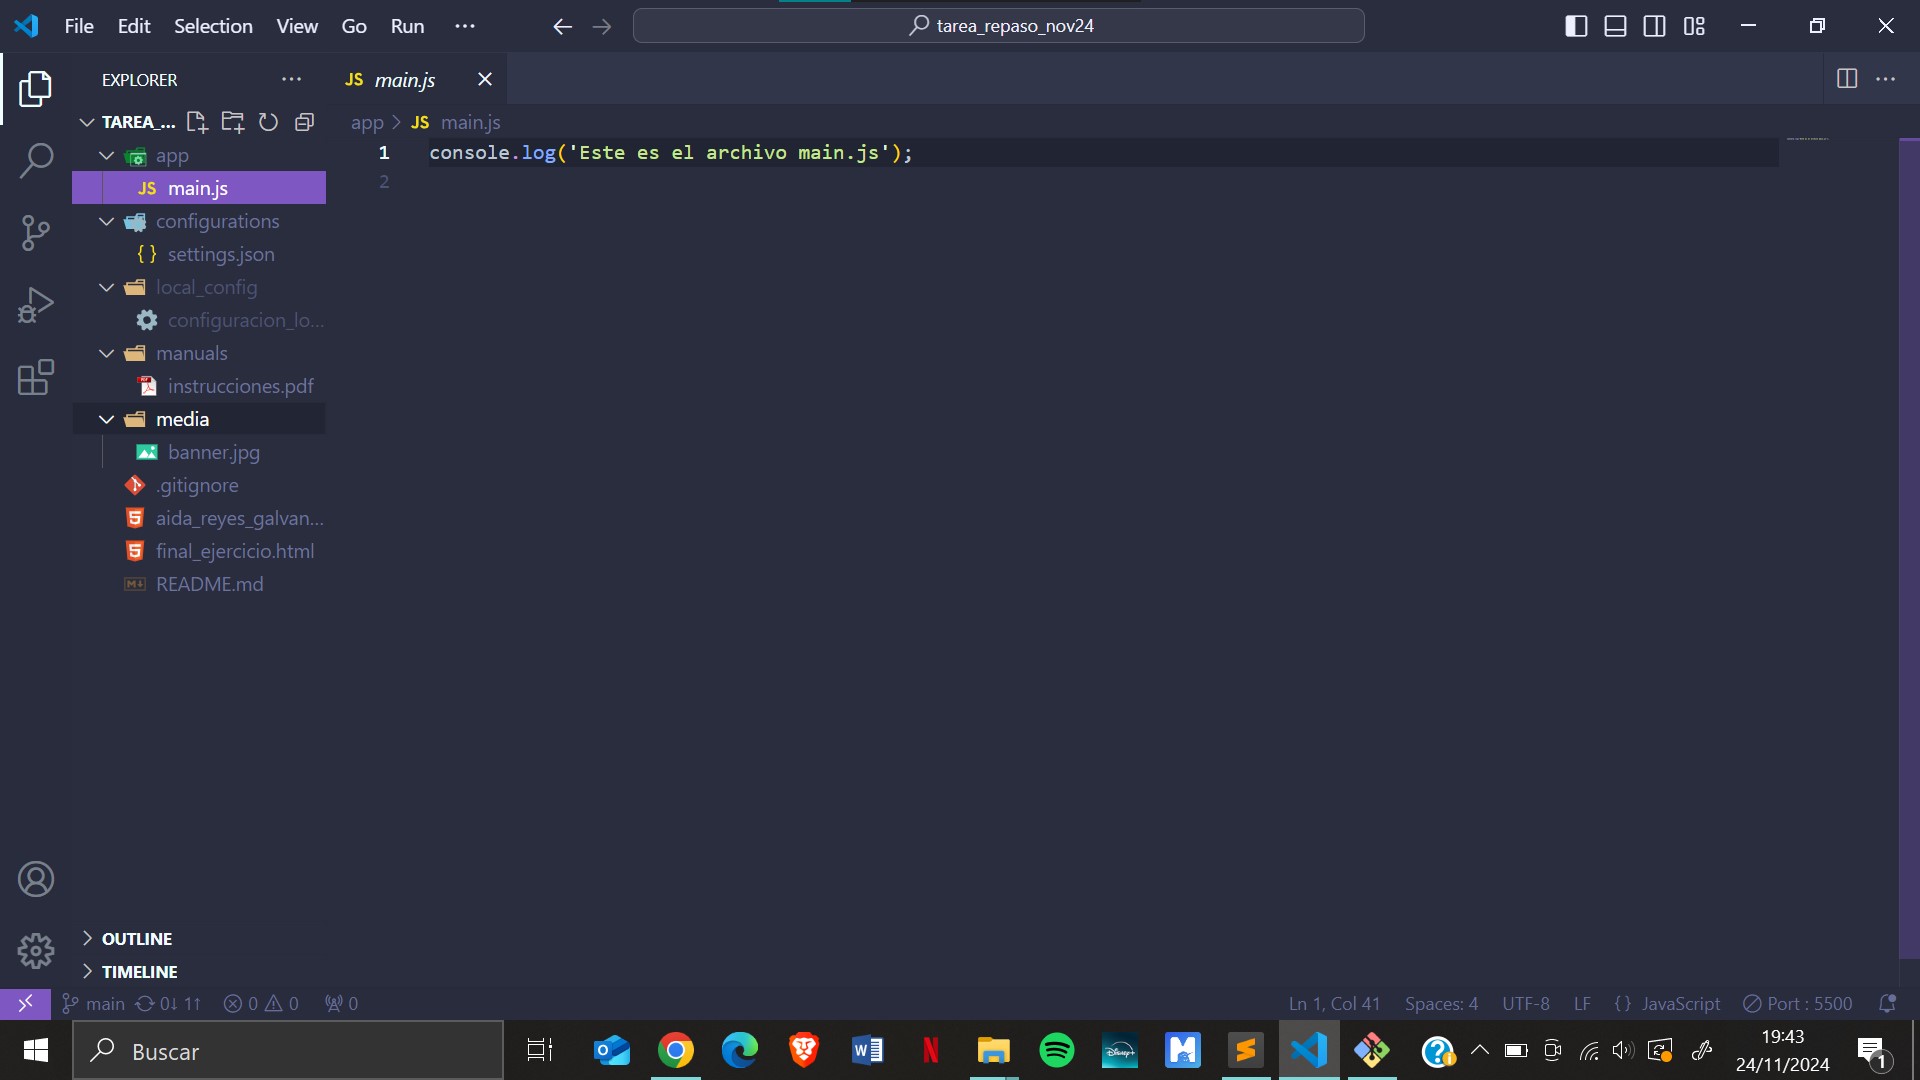 File Edit Selection View Go Run ···
tarea_repaso_nov24
EXPLORER
TAREA_...
app
JS main.js
configurations
{ } settings.json
local_config
configuracion_lo...
manuals
instrucciones.pdf
media
banner.jpg
.gitignore
aida_reyes_galvan...
final_ejercicio.html
README.md
OUTLINE
TIMELINE
JS main.js
app > JS main.js
1 console.log('Este es el archivo main.js');
2
main 0↓ 1↑ 0 0 0
Ln 1, Col 41 Spaces: 4 UTF-8 LF { } JavaScript Port : 5500
Buscar
Disney+
19:43
24/11/2024
1